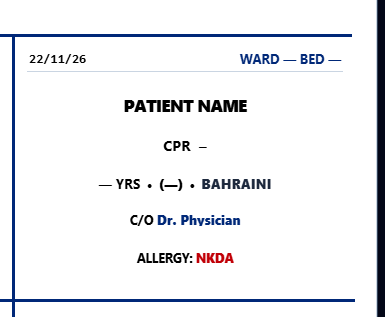 22/11/26 WARD — BED —
PATIENT NAME
CPR –
— YRS • (—) • BAHRAINI
C/O Dr. Physician
ALLERGY: NKDA